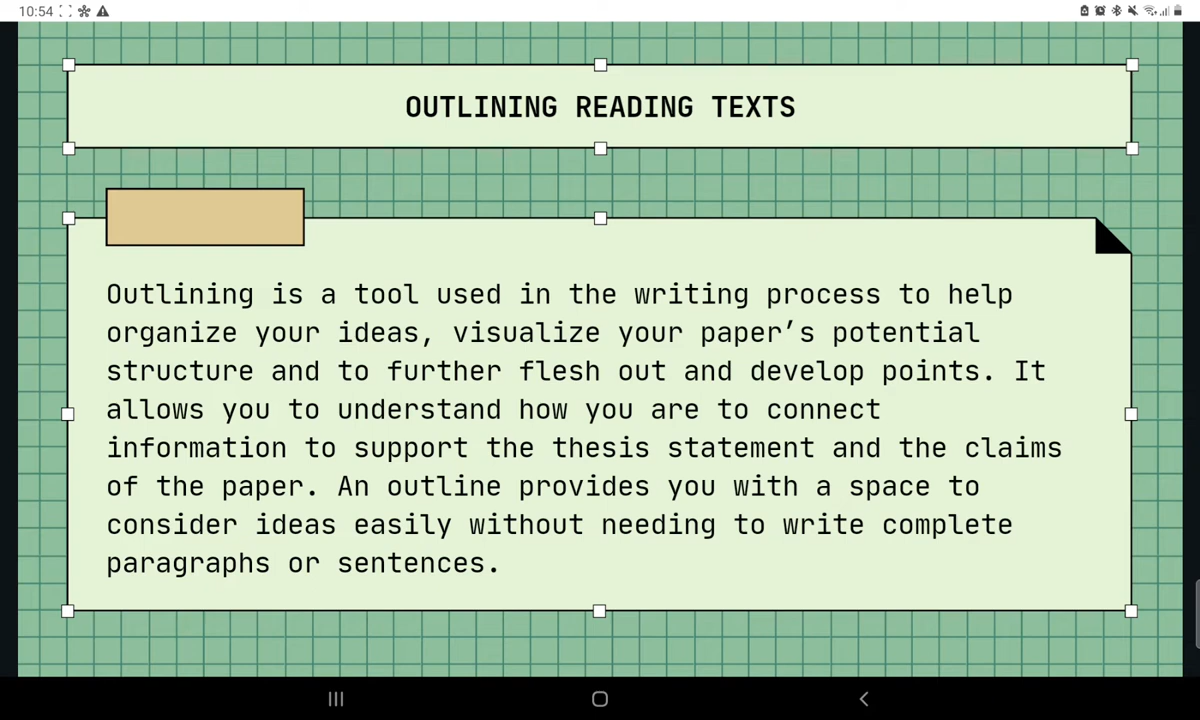 10:54
OUTLINING READING TEXTS
Outlining is a tool used in the writing process to help
organize your ideas, visualize your paper’s potential
structure and to further flesh out and develop points. It
allows you to understand how you are to connect
information to support the thesis statement and the claims
of the paper. An outline provides you with a space to
consider ideas easily without needing to write complete
paragraphs or sentences.